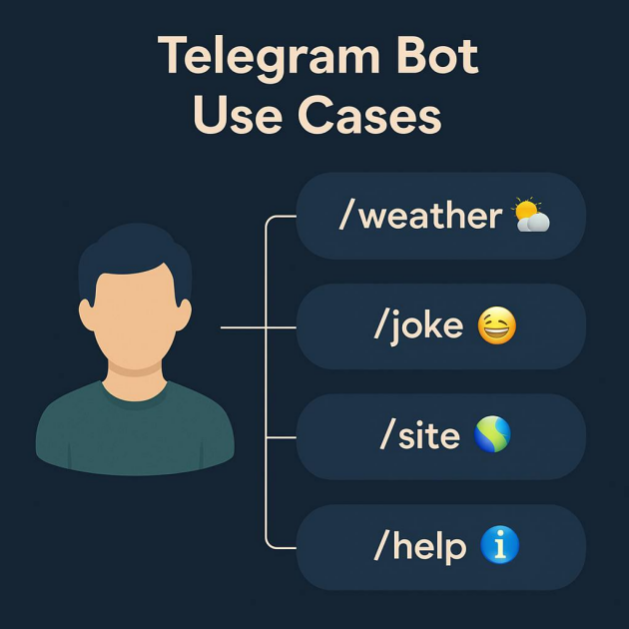 Telegram Bot
Use Cases
/weather 🌤️
/joke 😄
/site 🌎
/help ℹ️